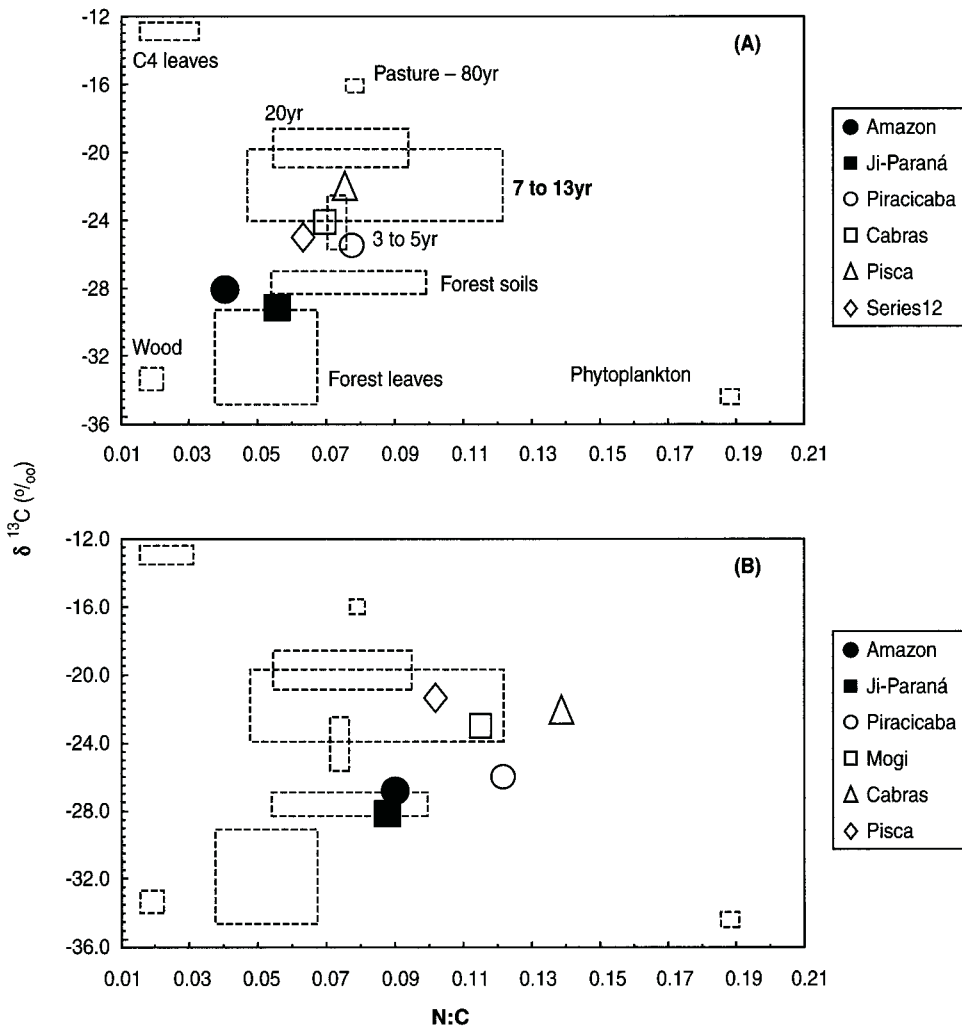 -12
(A)
C4 leaves
Pasture – 80yr
-16
20yr
-20
7 to 13yr
-24
3 to 5yr
-28
Forest soils
Wood
-32
Forest leaves
Phytoplankton
-36
0.01 0.03 0.05 0.07 0.09 0.11 0.13 0.15 0.17 0.19 0.21
Amazon
Ji-Paraná
Piracicaba
Cabras
Pisca
Series12
δ 13C (o/oo)
-12.0
(B)
-16.0
-20.0
-24.0
-28.0
-32.0
-36.0
0.01 0.03 0.05 0.07 0.09 0.11 0.13 0.15 0.17 0.19 0.21
N:C
Amazon
Ji-Paraná
Piracicaba
Mogi
Cabras
Pisca